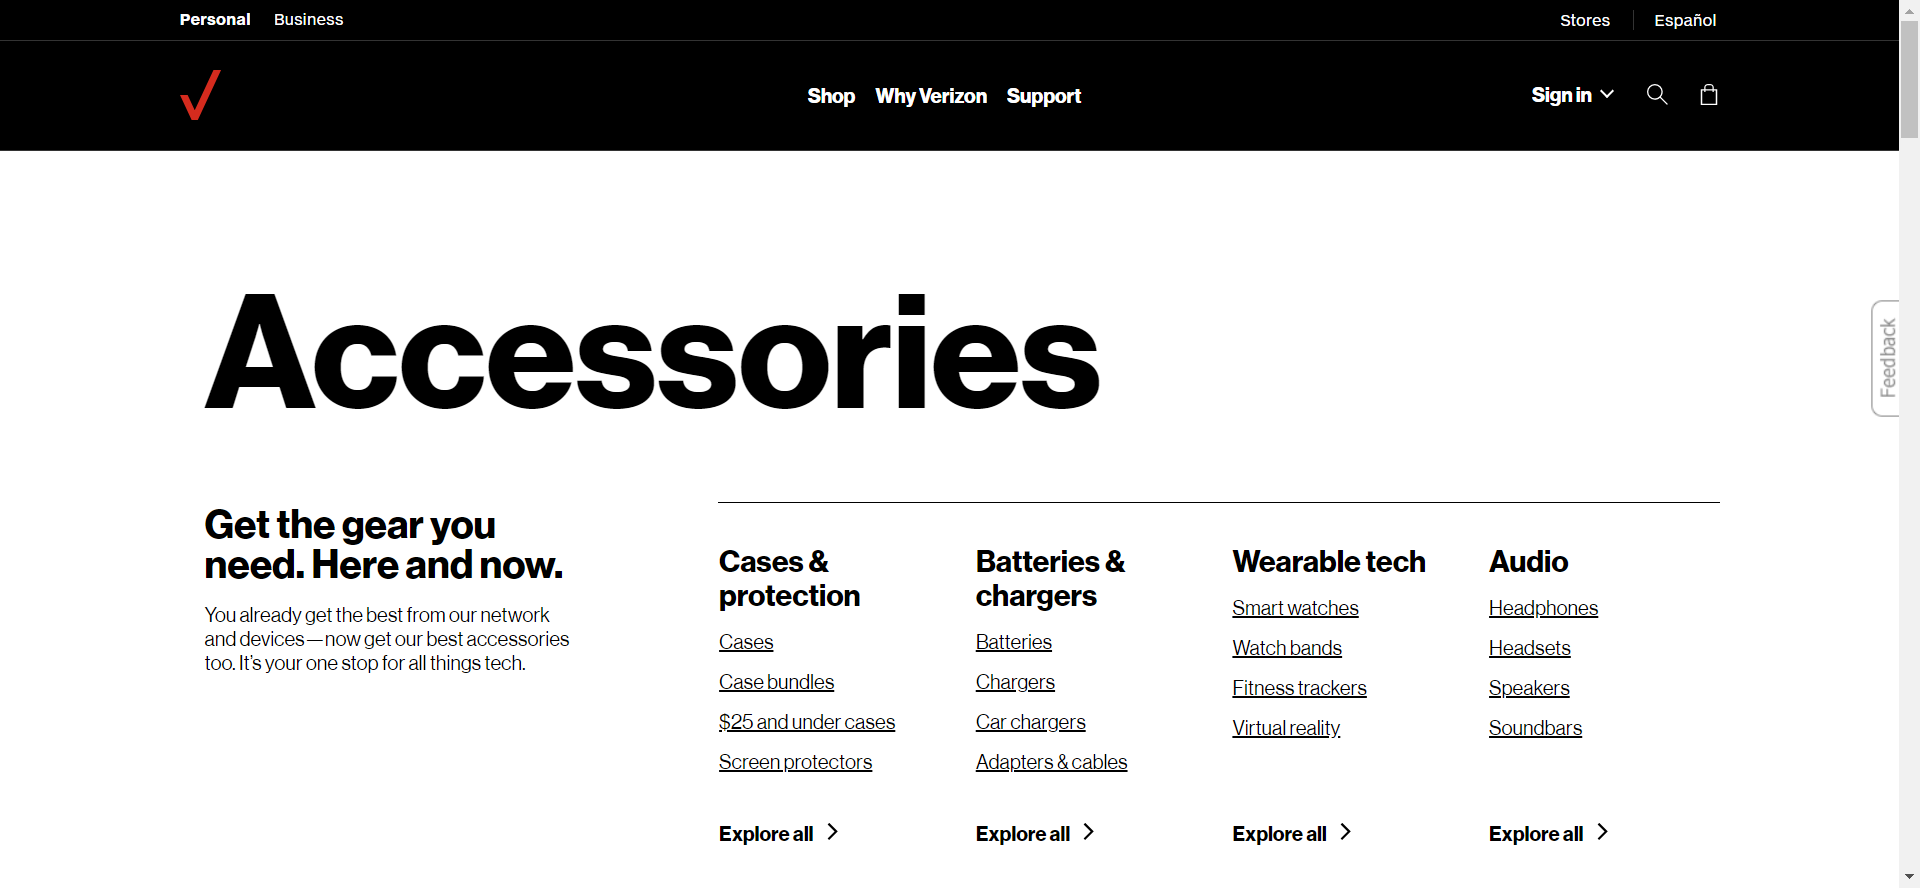 Personal Business
Stores Español
Shop Why Verizon Support
Sign in
Accessories
Feedback
Get the gear you
need. Here and now.
You already get the best from our network
and devices—now get our best accessories
too. It's your one stop for all things tech.
Cases &
protection
Cases
Case bundles
$25 and under cases
Screen protectors
Explore all
Batteries &
chargers
Batteries
Chargers
Car chargers
Adapters & cables
Explore all
Wearable tech
Smart watches
Watch bands
Fitness trackers
Virtual reality
Explore all
Audio
Headphones
Headsets
Speakers
Soundbars
Explore all